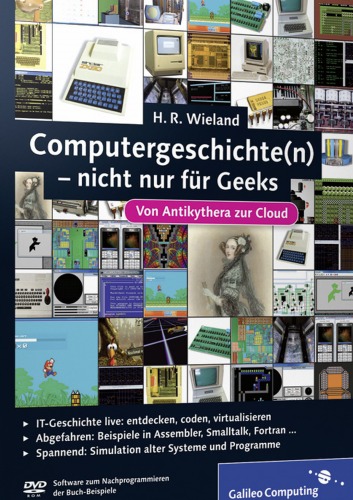 H. R. Wieland
Computergeschichte(n)
– nicht nur für Geeks
Von Antikythera zur Cloud
IT-Geschichte live: entdecken, coden, virtualisieren
Abgefahren: Beispiele in Assembler, Smalltalk, Fortran ...
Spannend: Simulation alter Systeme und Programme
DVD
ROM
Software zum Nachprogrammieren
der Buch-Beispiele
Galileo Computing